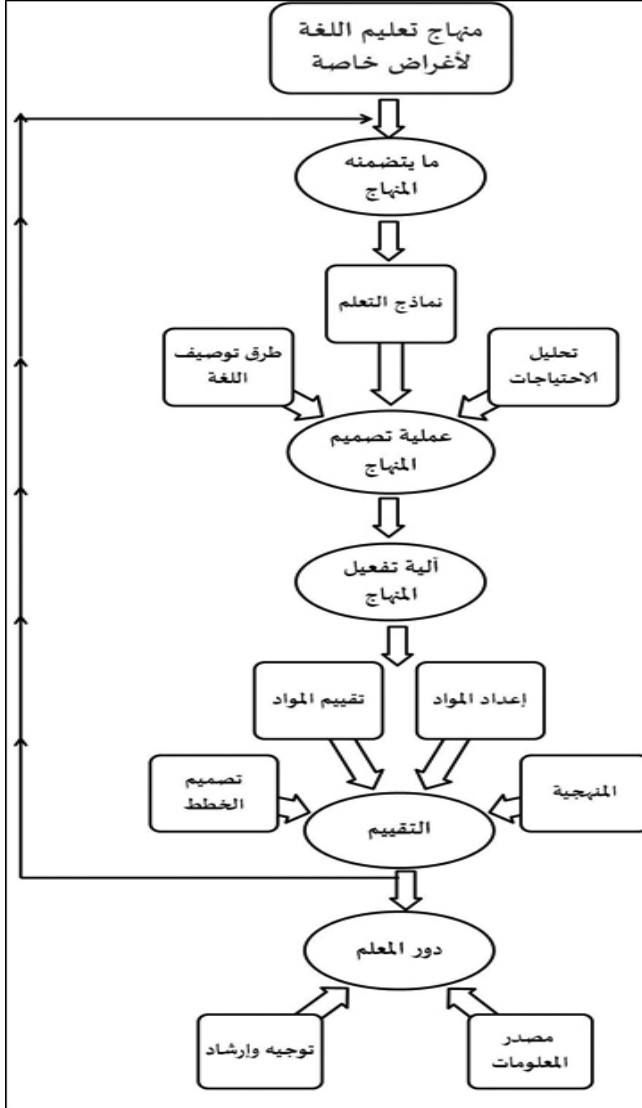 منهاج تعليم اللغة
لأغراض خاصة
ما يتضمنه
المنهاج
نماذج التعلم
تحليل
الاحتياجات
طرق توصيف
اللغة
عملية تصميم
المنهاج
آلية تفعيل
المنهاج
إعداد المواد
تقييم المواد
المنهجية
تصميم
الخطط
التقييم
دور المعلم
مصدر
المعلومات
توجيه وإرشاد